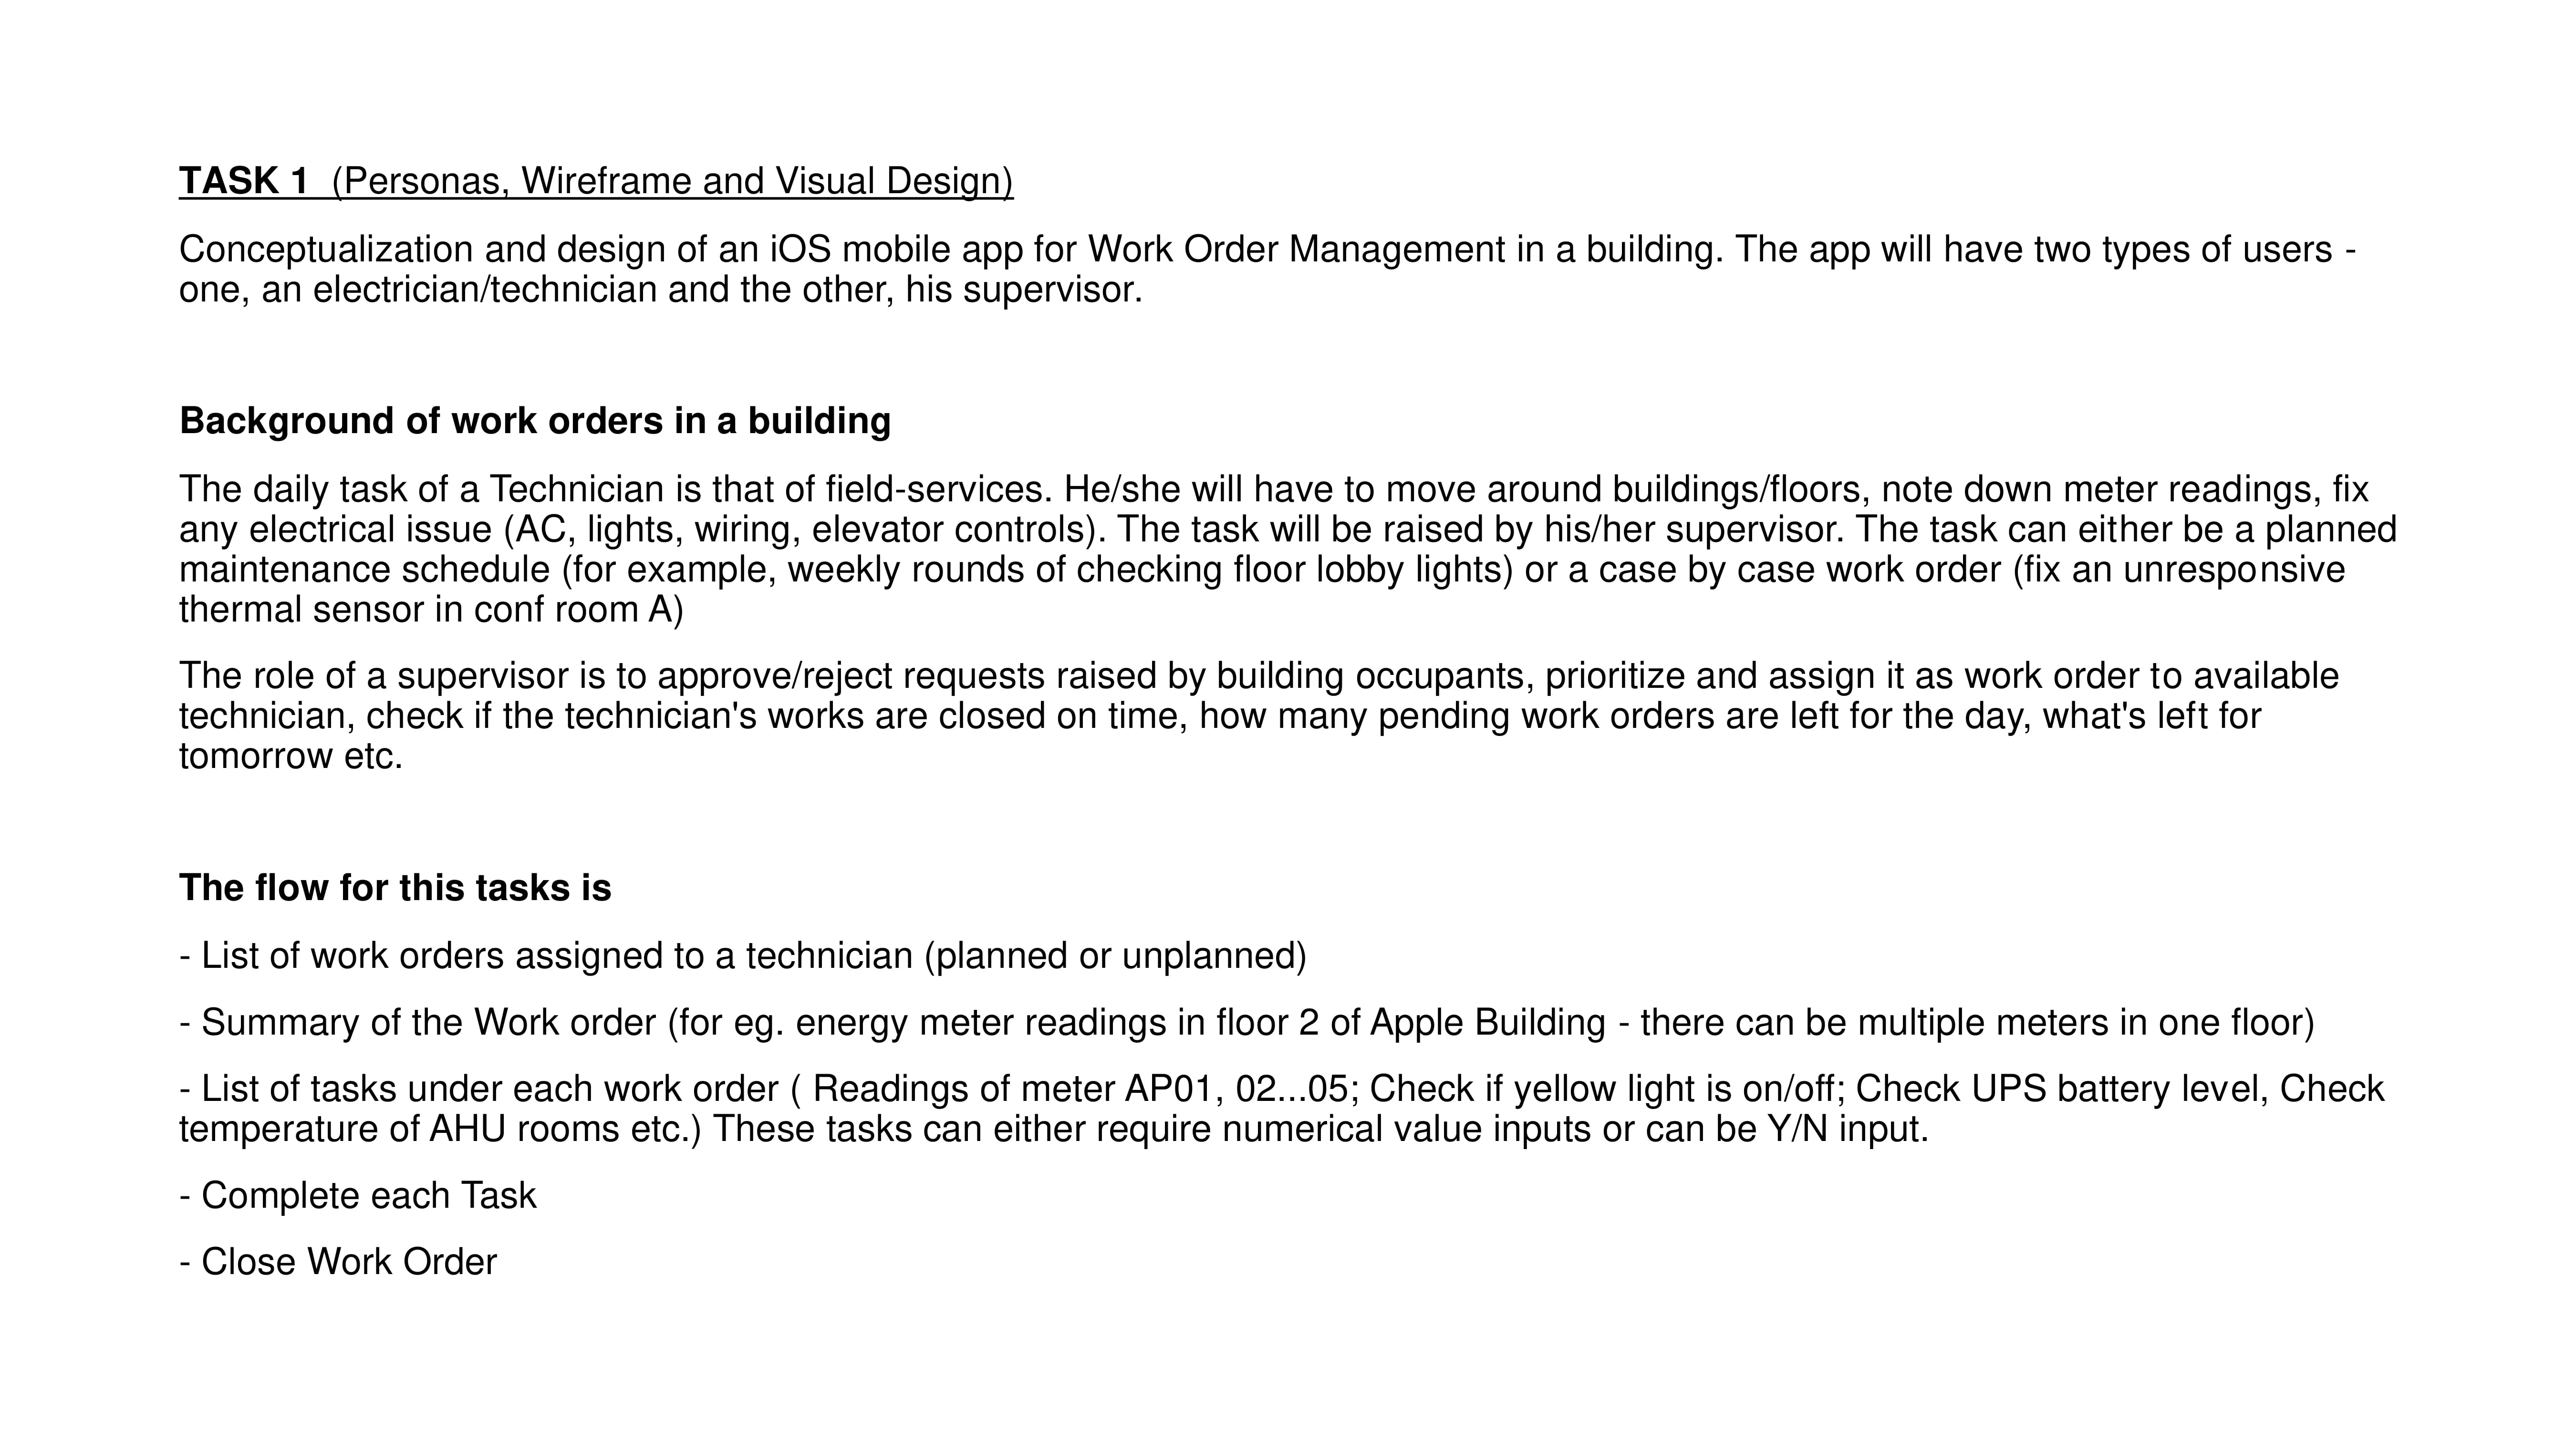 TASK 1  (Personas, Wireframe and Visual Design)
Conceptualization and design of an iOS mobile app for Work Order Management in a building. The app will have two types of users -
one, an electrician/technician and the other, his supervisor.
Background of work orders in a building
The daily task of a Technician is that of field-services. He/she will have to move around buildings/floors, note down meter readings, fix
any electrical issue (AC, lights, wiring, elevator controls). The task will be raised by his/her supervisor. The task can either be a planned
maintenance schedule (for example, weekly rounds of checking floor lobby lights) or a case by case work order (fix an unresponsive
thermal sensor in conf room A)
The role of a supervisor is to approve/reject requests raised by building occupants, prioritize and assign it as work order to available
technician, check if the technician's works are closed on time, how many pending work orders are left for the day, what's left for
tomorrow etc.
The flow for this tasks is
- List of work orders assigned to a technician (planned or unplanned)
- Summary of the Work order (for eg. energy meter readings in floor 2 of Apple Building - there can be multiple meters in one floor)
- List of tasks under each work order ( Readings of meter AP01, 02...05; Check if yellow light is on/off; Check UPS battery level, Check
temperature of AHU rooms etc.) These tasks can either require numerical value inputs or can be Y/N input.
- Complete each Task
- Close Work Order